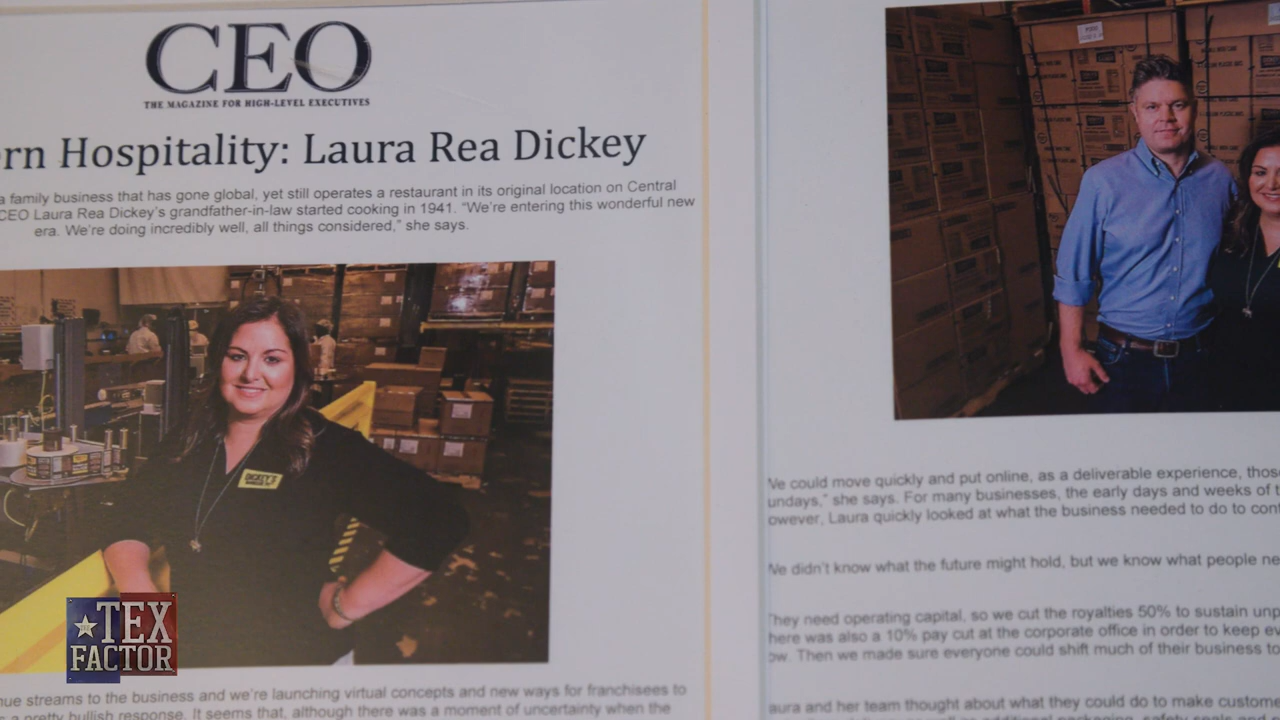 CEO
THE MAGAZINE FOR HIGH-LEVEL EXECUTIVES
rn Hospitality: Laura Rea Dickey
a family business that has gone global, yet still operates a restaurant in its original location on Central
CEO Laura Rea Dickey's grandfather-in-law started cooking in 1941. "We're entering this wonderful new
era. We're doing incredibly well, all things considered," she says.
DICKEY'S
TEX
FACTOR
nue streams to the business and we're launching virtual concepts and new ways for franchisees to
s a pretty bullish response. It seems that, although there was a moment of uncertainty when the
We could move quickly and put online, as a deliverable experience, thos
undays," she says. For many businesses, the early days and weeks of t
owever, Laura quickly looked at what the business needed to do to con
We didn't know what the future might hold, but we know what people ne
They need operating capital, so we cut the royalties 50% to sustain unp
here was also a 10% pay cut at the corporate office in order to keep ev
ow. Then we made sure everyone could shift much of their business to
aura and her team thought about what they could do to make custome